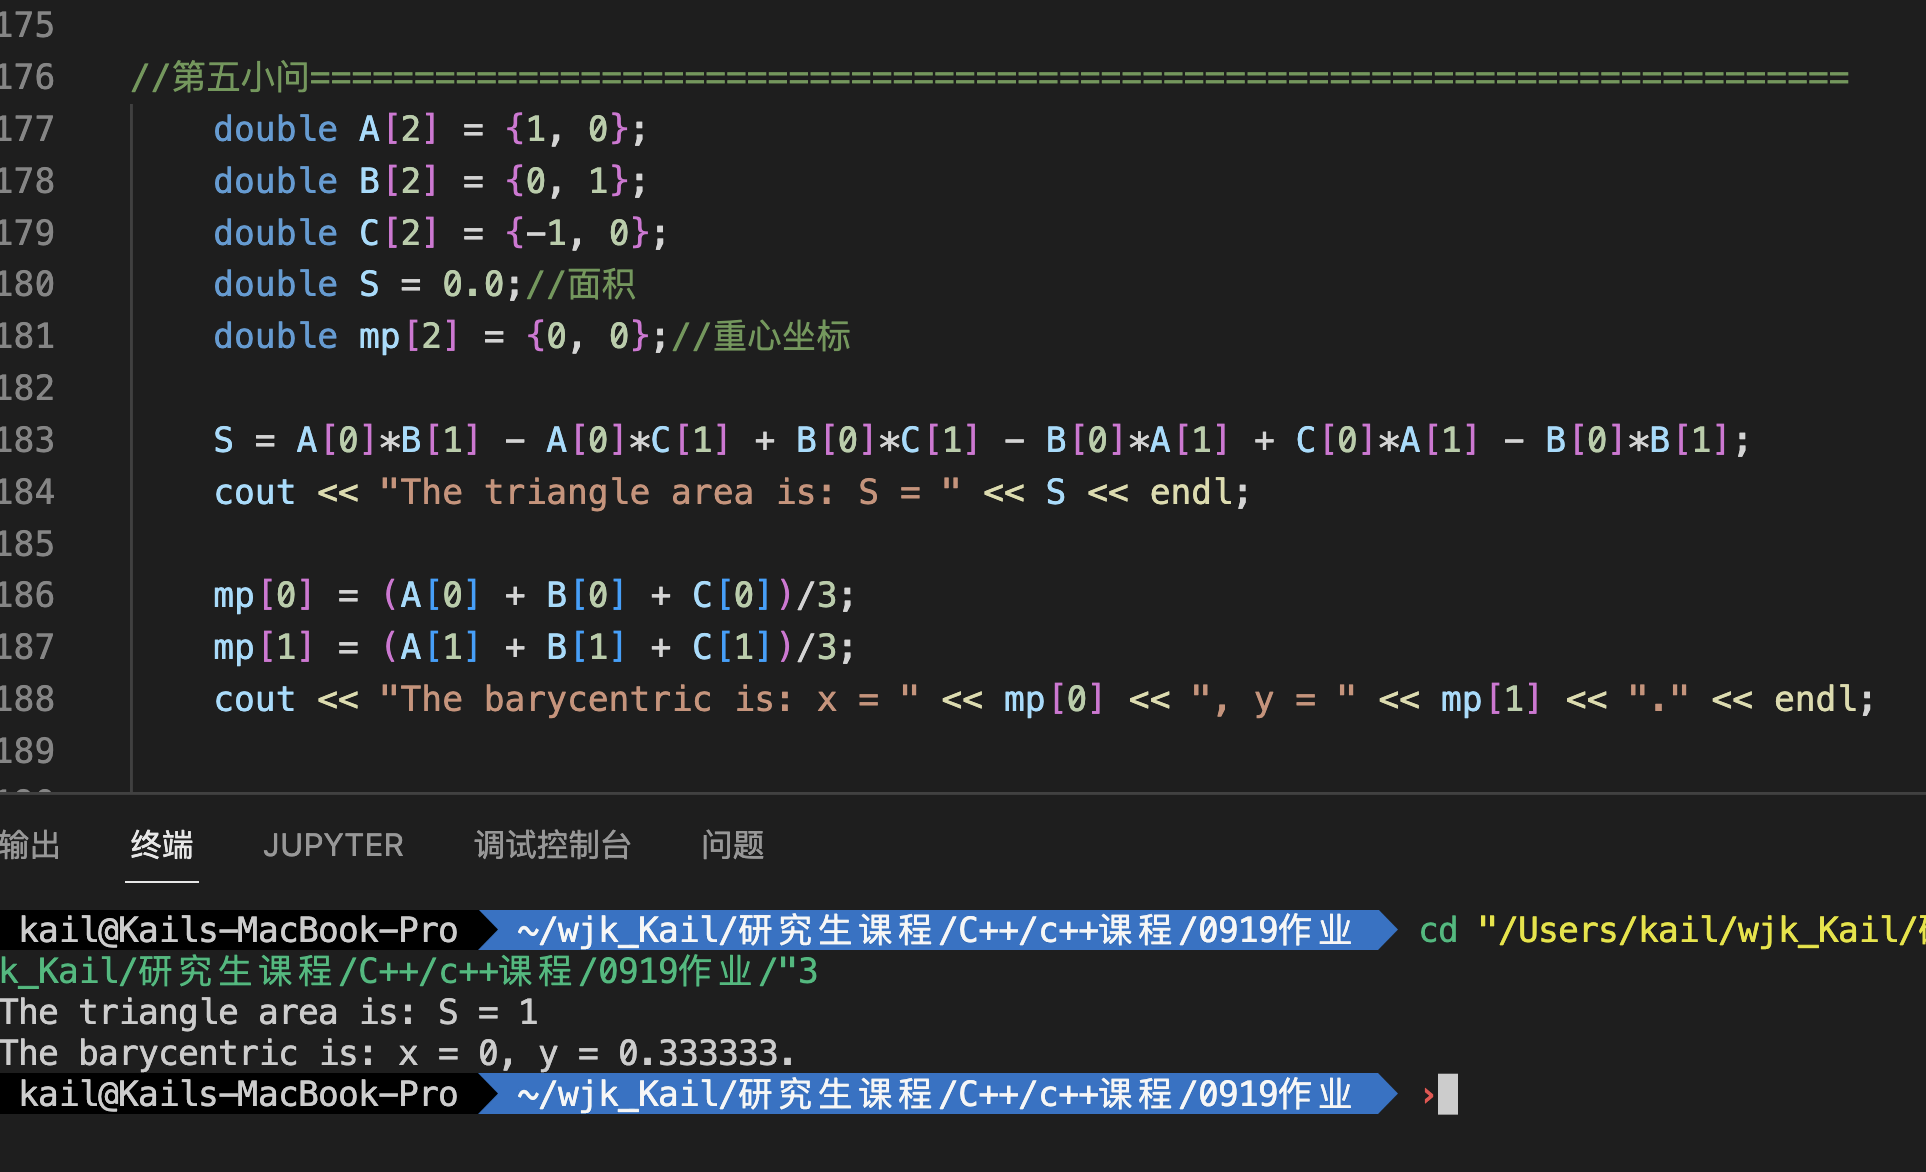 175
176 //第五小问==========================================================================
177 double A[2] = {1, 0};
178 double B[2] = {0, 1};
179 double C[2] = {-1, 0};
180 double S = 0.0;//面积
181 double mp[2] = {0, 0};//重心坐标
182
183 S = A[0]*B[1] - A[0]*C[1] + B[0]*C[1] - B[0]*A[1] + C[0]*A[1] - B[0]*B[1];
184 cout << "The triangle area is: S = " << S << endl;
185
186 mp[0] = (A[0] + B[0] + C[0])/3;
187 mp[1] = (A[1] + B[1] + C[1])/3;
188 cout << "The barycentric is: x = " << mp[0] << ", y = " << mp[1] << "." << endl;
189
输出 终端 JUPYTER 调试控制台 问题
kail@Kails-MacBook-Pro ~/wjk_Kail/研究生课程/C++/c++课程/0919作业 cd "/Users/kail/wjk_Kail/
k_Kail/研究生课程/C++/c++课程/0919作业/"3
The triangle area is: S = 1
The barycentric is: x = 0, y = 0.333333.
kail@Kails-MacBook-Pro ~/wjk_Kail/研究生课程/C++/c++课程/0919作业 ›